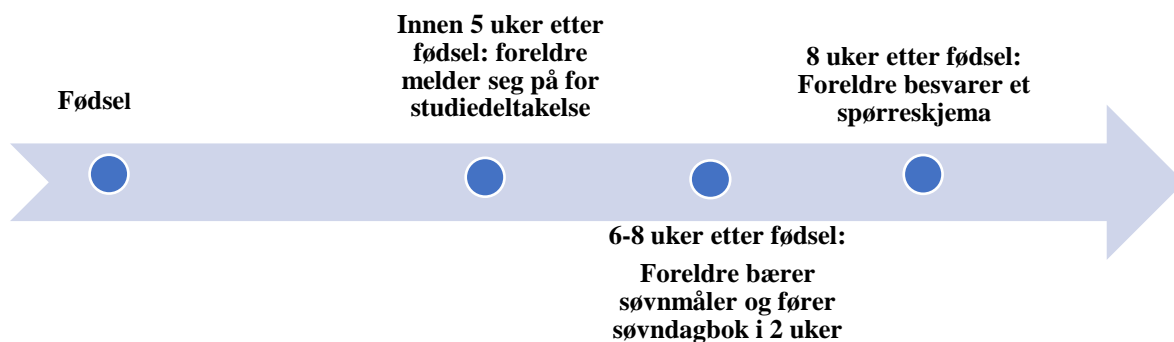 Fødsel
Innen 5 uker etter
fødsel: foreldre
melder seg på for
studiedeltakelse
6-8 uker etter fødsel:
Foreldre bærer
søvnmåler og fører
søvndagbok i 2 uker
8 uker etter fødsel:
Foreldre besvarer et
spørreskjema